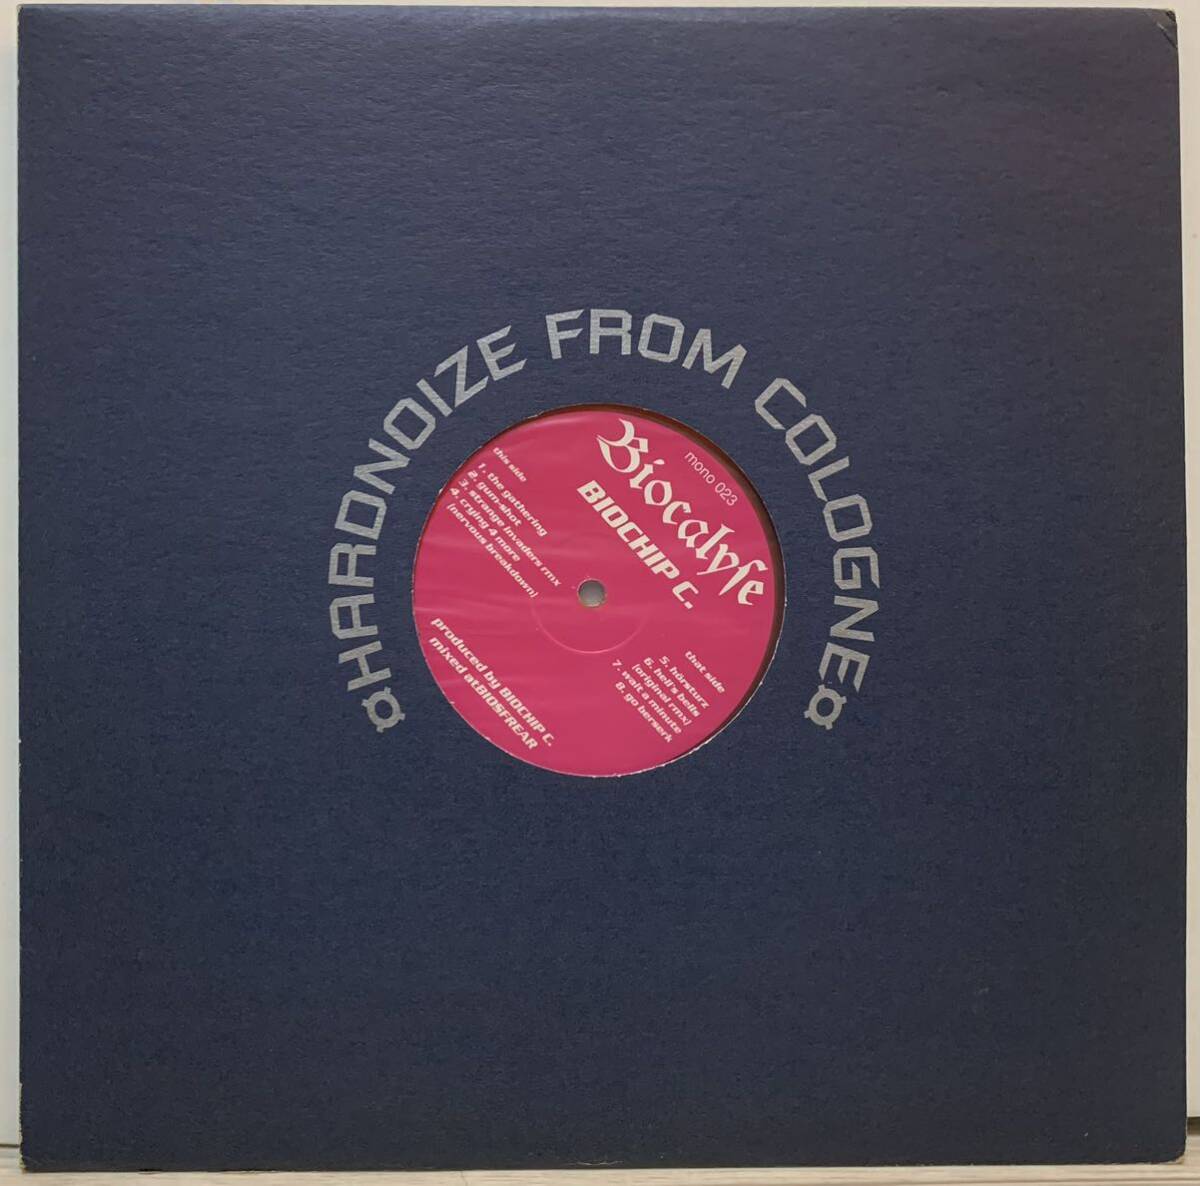 ¤HARDNOIZE FROM COLOGNE¤
mono 023
Biocalyfe
BIOCHIP C.
this side
1. the gathering
2. gum-shot
3. strange invaders rmx
4. crying 4 more
(nervous breakdown)
that side
5. hörsturz
6. hell's bells
(original rmx)
7. wait a minute
8. go berserk
produced by BIOCHIP C.
mixed at BIOSFREAR